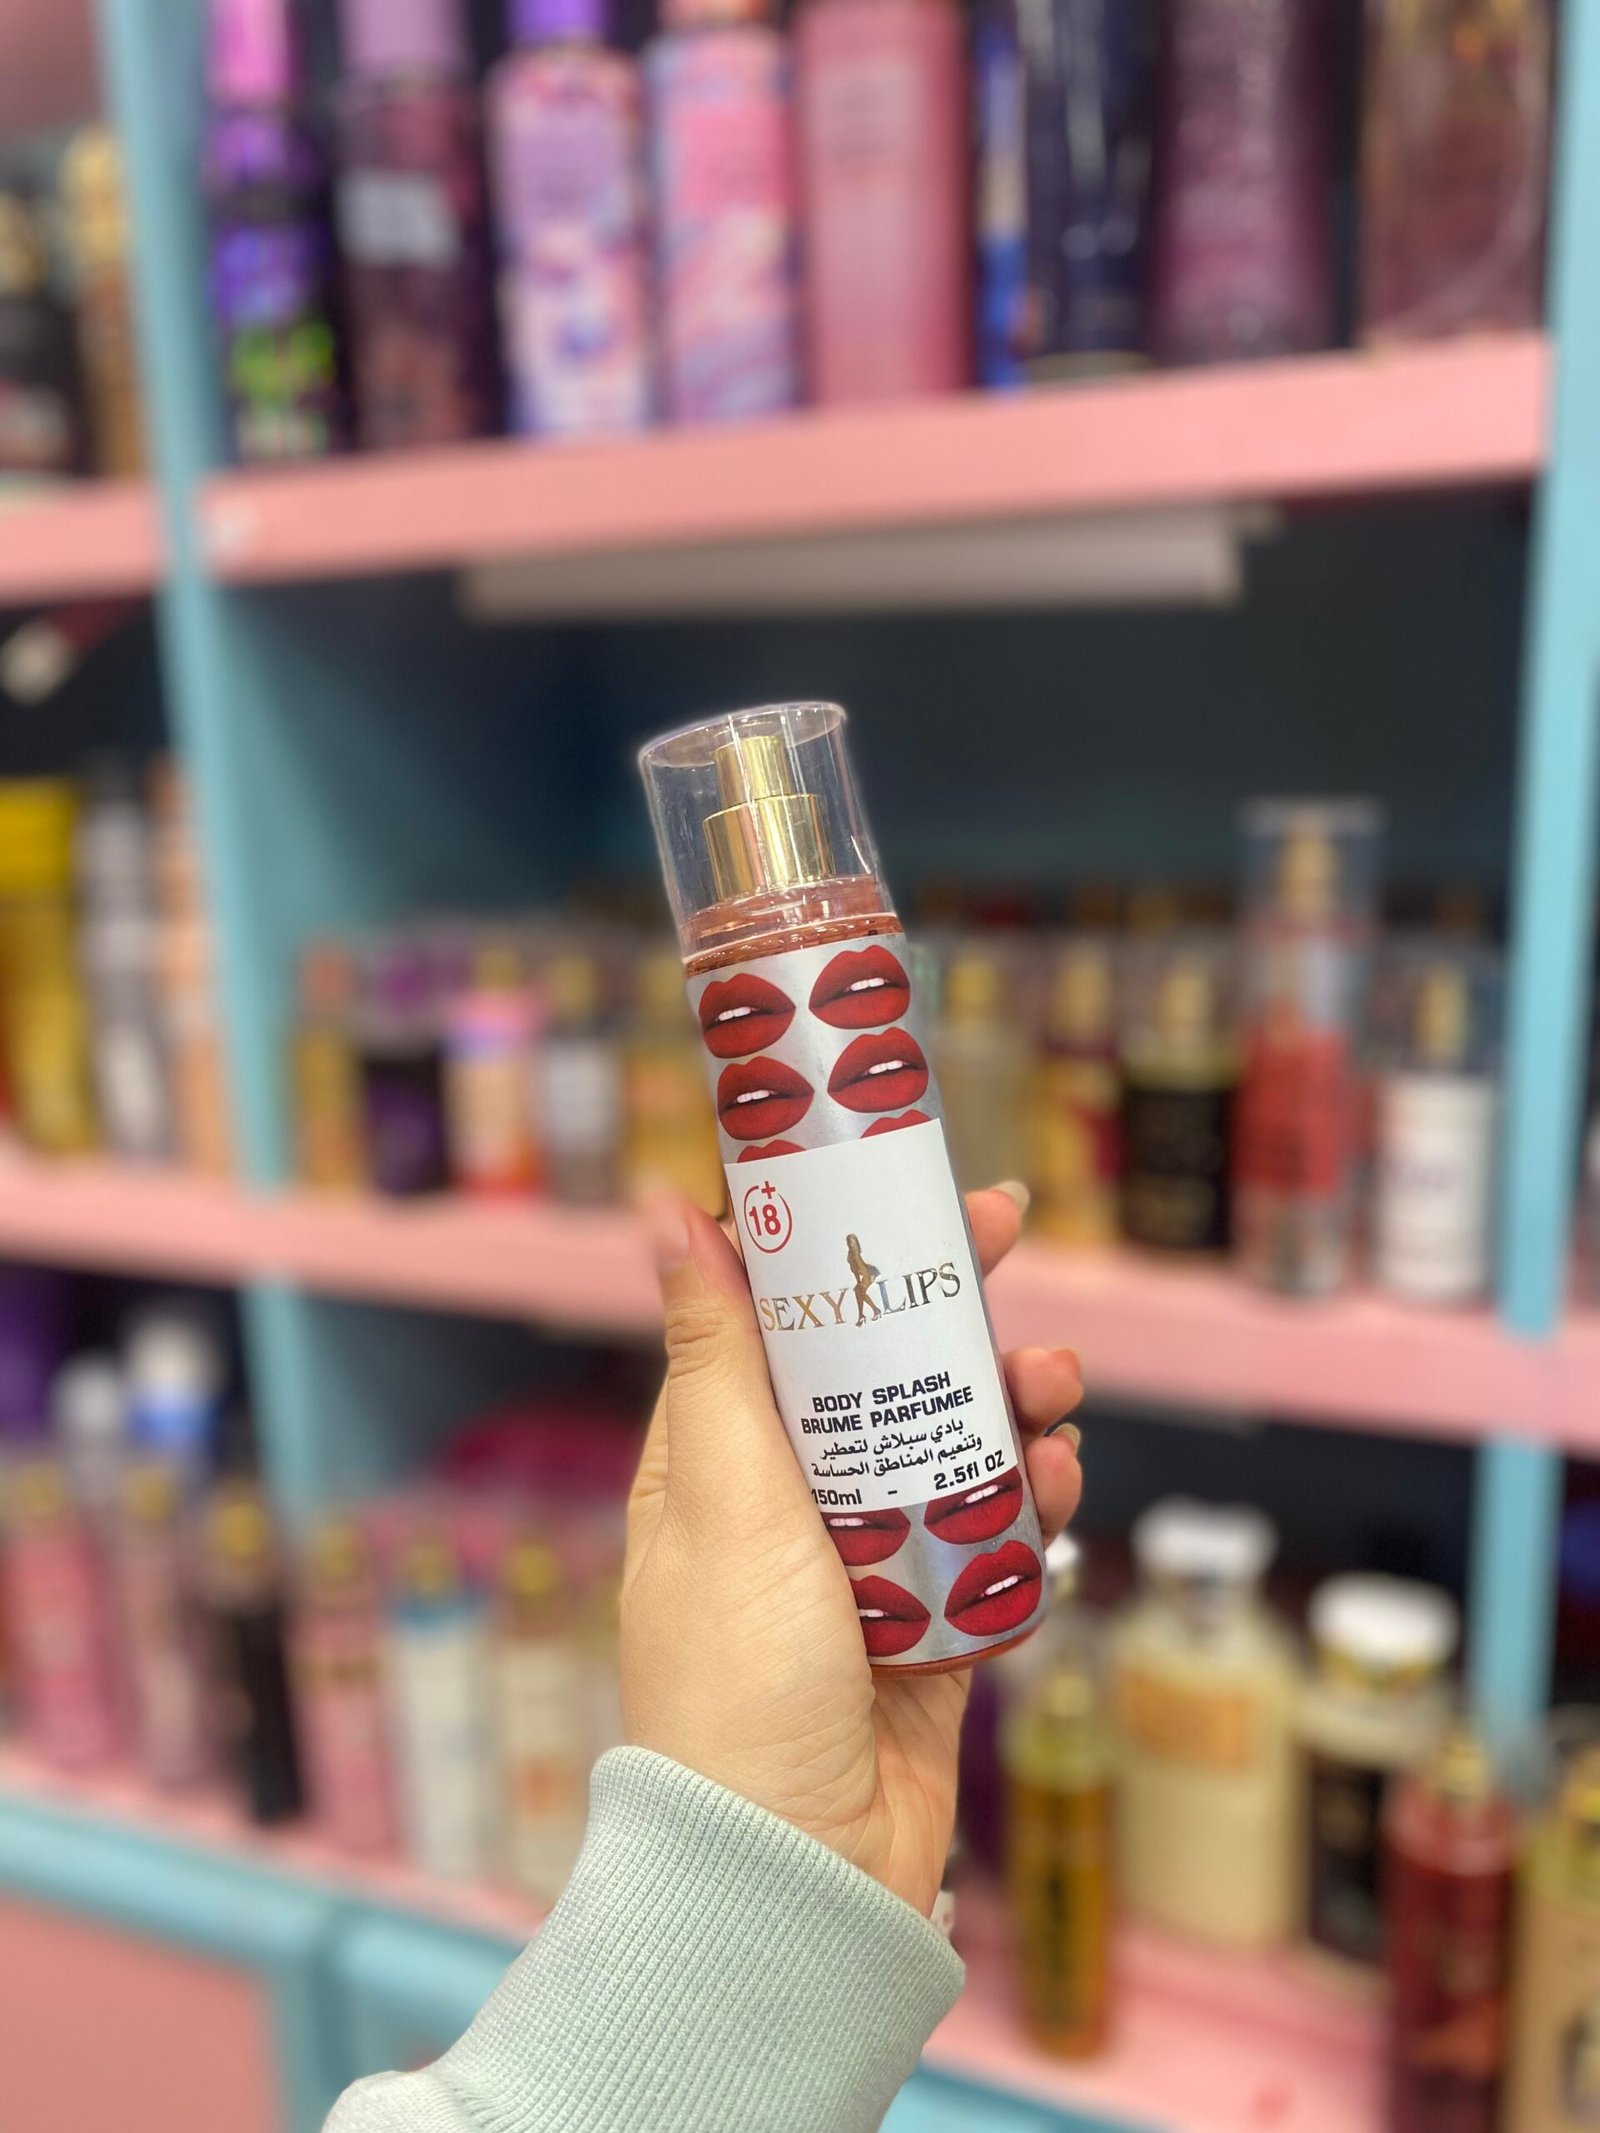 +
18
SEXY LIPS
BODY SPLASH
BRUME PARFUMEE
بادي سبلاش لتعطير
وتنعيم المناطق الحساسة
150ml - 2.5fl OZ